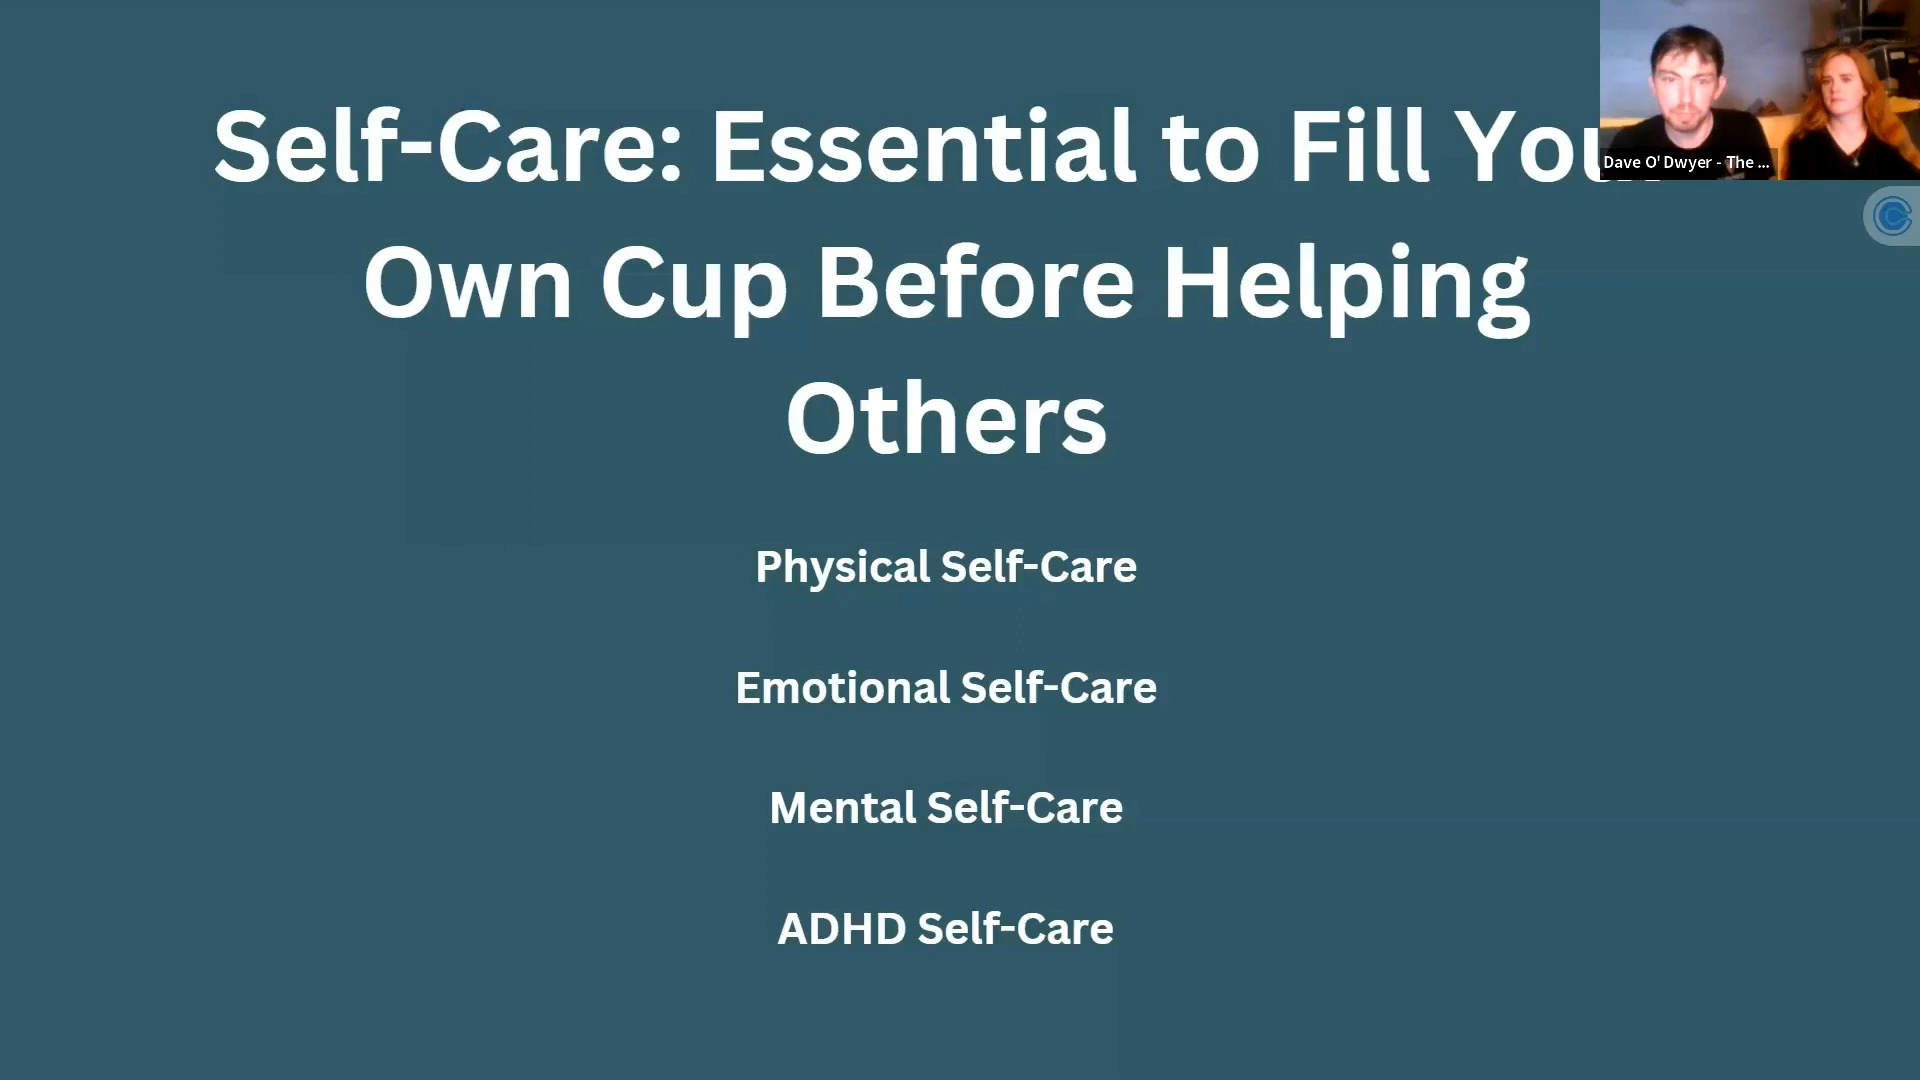 Self-Care: Essential to Fill Your
Own Cup Before Helping
Others
Physical Self-Care
Emotional Self-Care
Mental Self-Care
ADHD Self-Care
Dave O' Dwyer - The ...